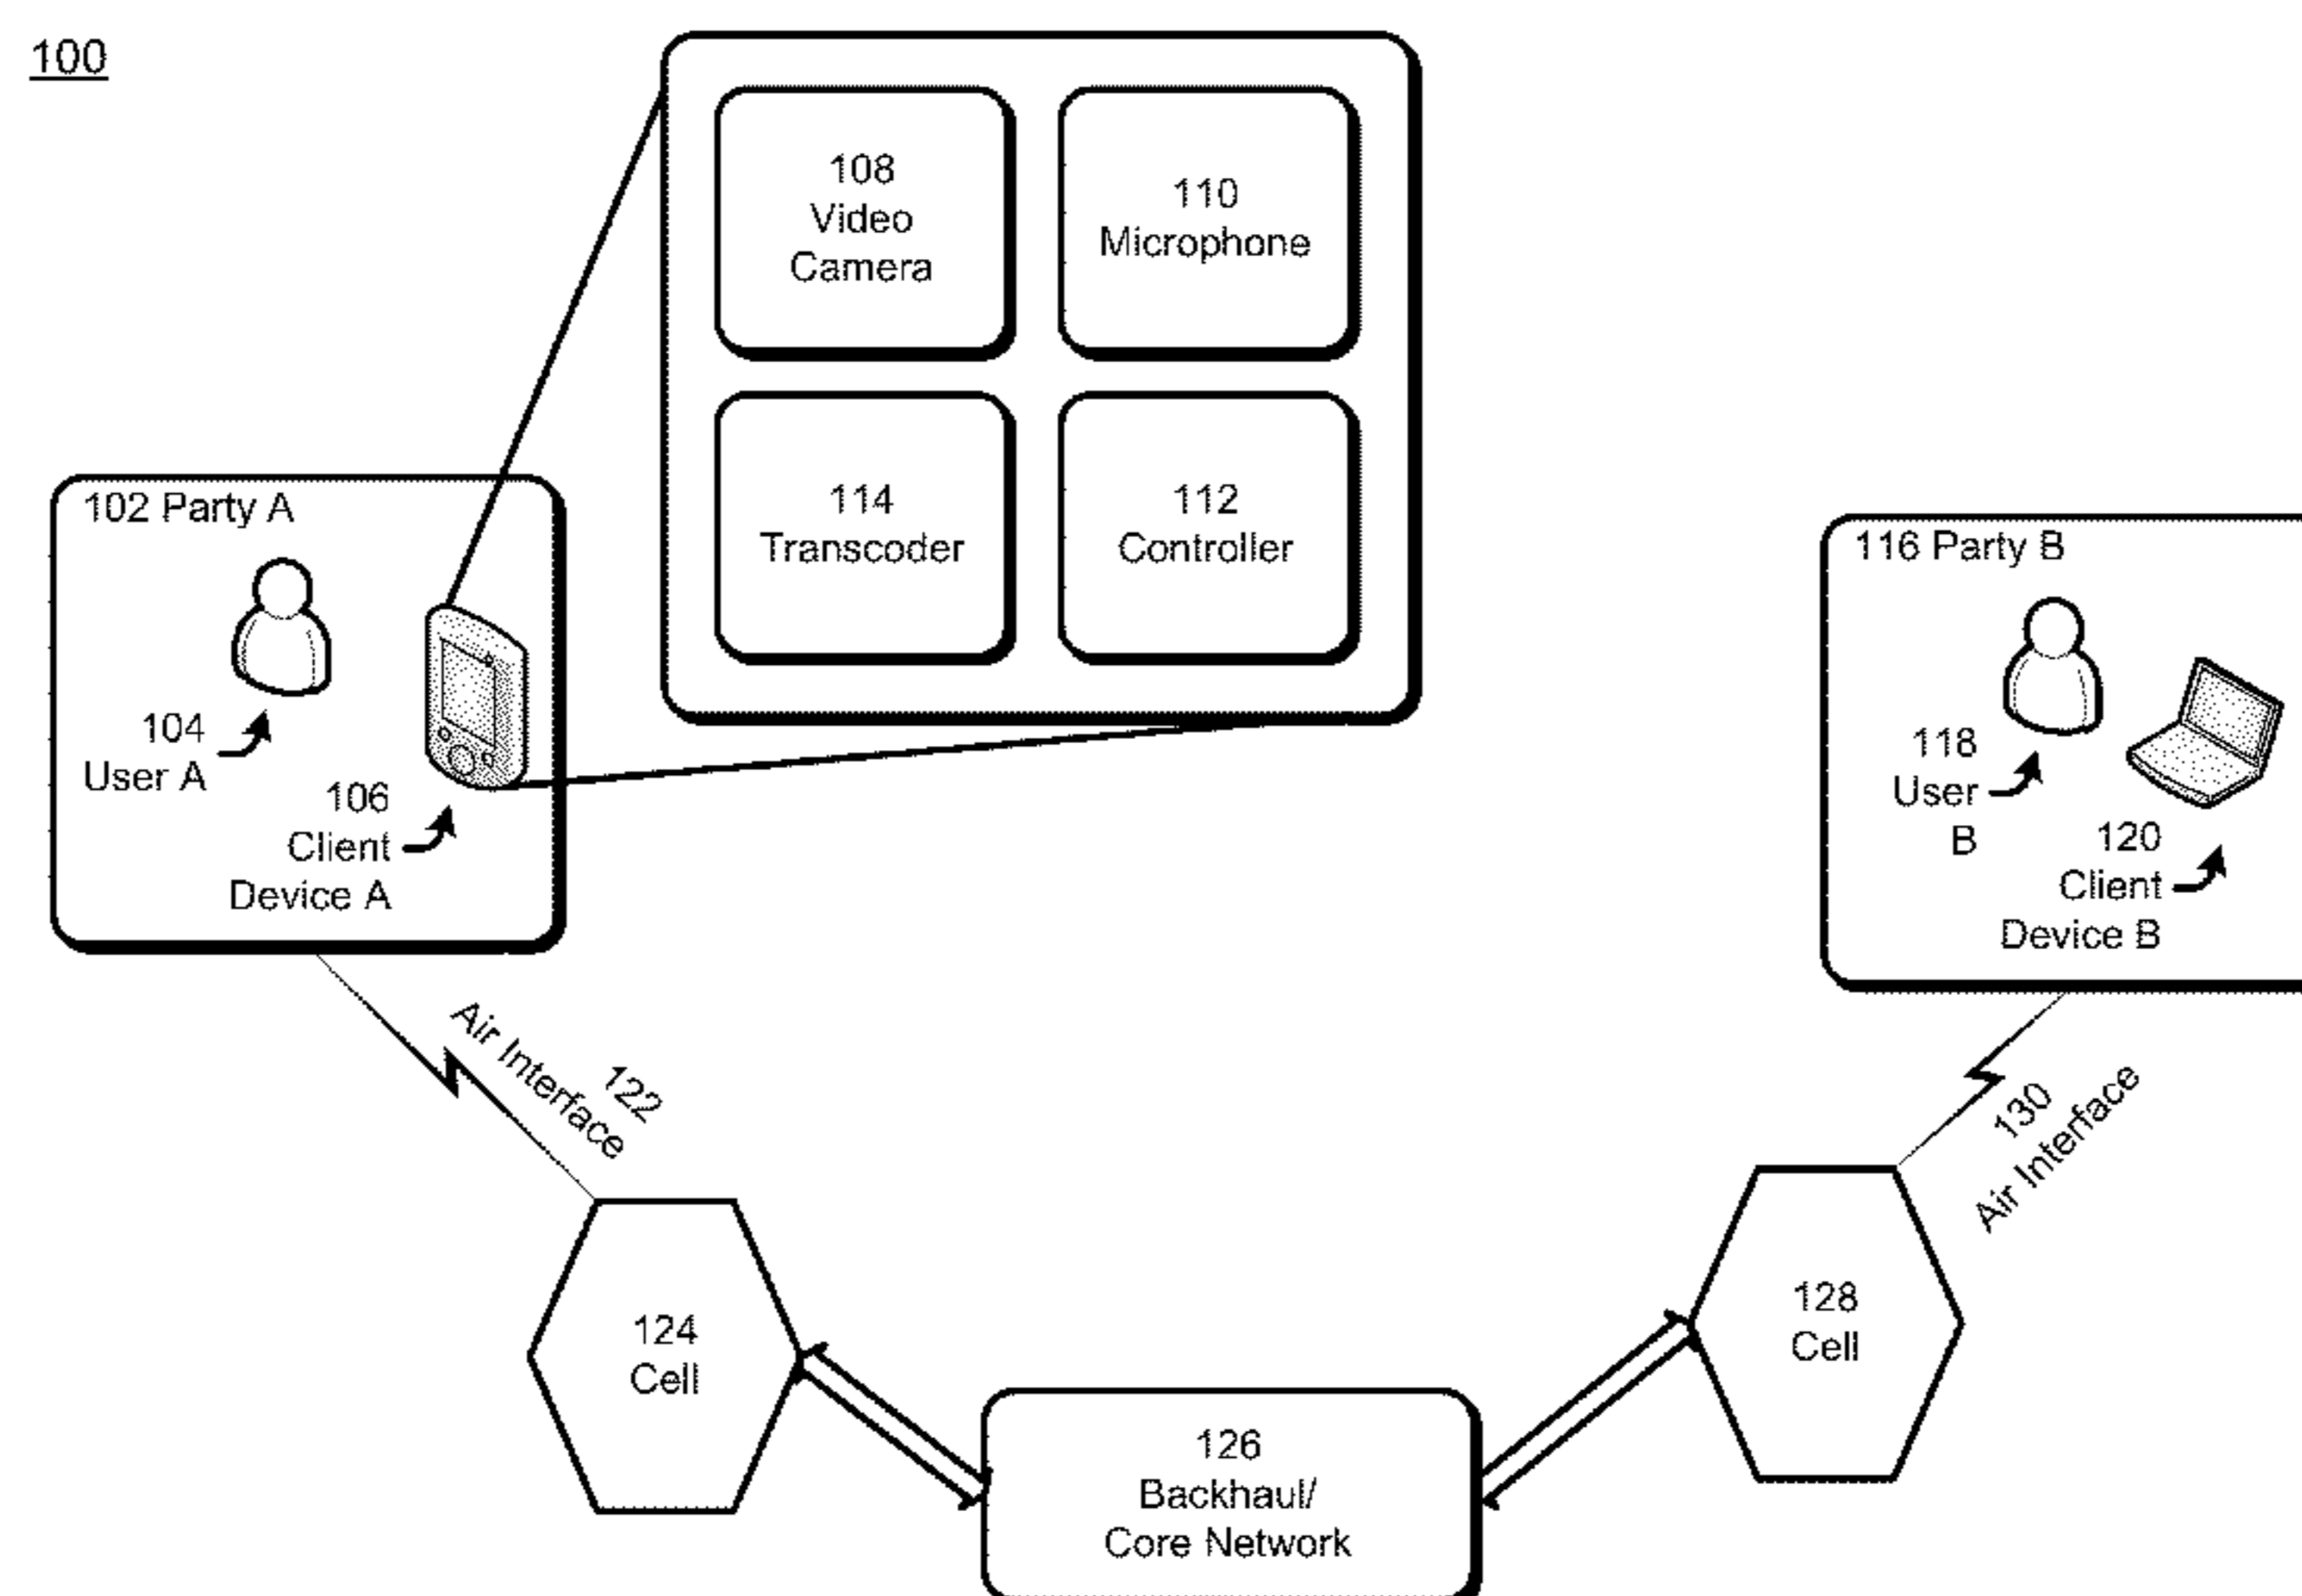 100
108
Video
Camera
110
Microphone
114
Transcoder
112
Controller
102 Party A
104
User A
106
Client
Device A
116 Party B
118
User
B
120
Client
Device B
122
Air Interface
130
Air Interface
124
Cell
128
Cell
126
Backhaul/
Core Network